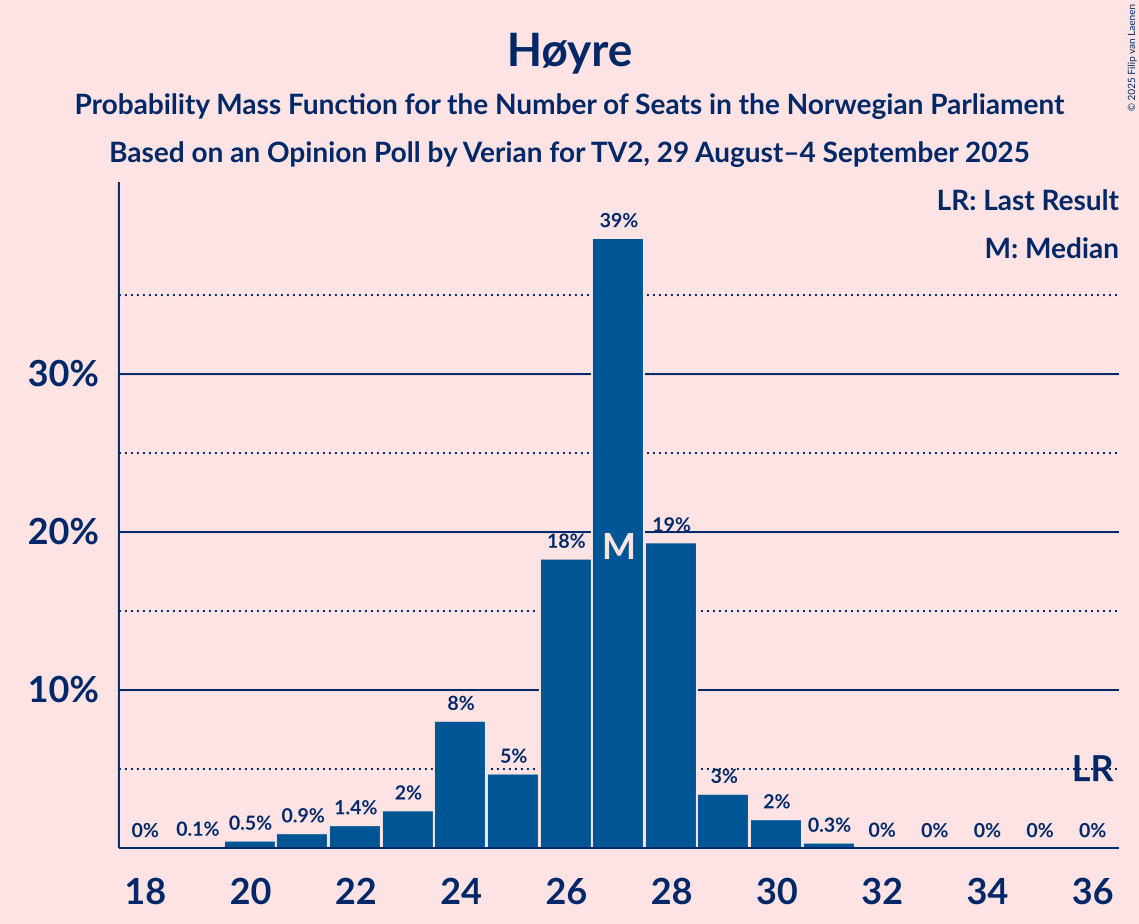 Høyre
Probability Mass Function for the Number of Seats in the Norwegian Parliament
Based on an Opinion Poll by Verian for TV2, 29 August–4 September 2025
© 2025 Filip van Laenen
LR: Last Result
M: Median
39%
30%
20%
19%
18%
M
10%
8%
5%
LR
3%
2%
2%
1.4%
0.9%
0.5%
0.3%
0%
0.1%
0%
0%
0%
0%
0%
18 20 22 24 26 28 30 32 34 36